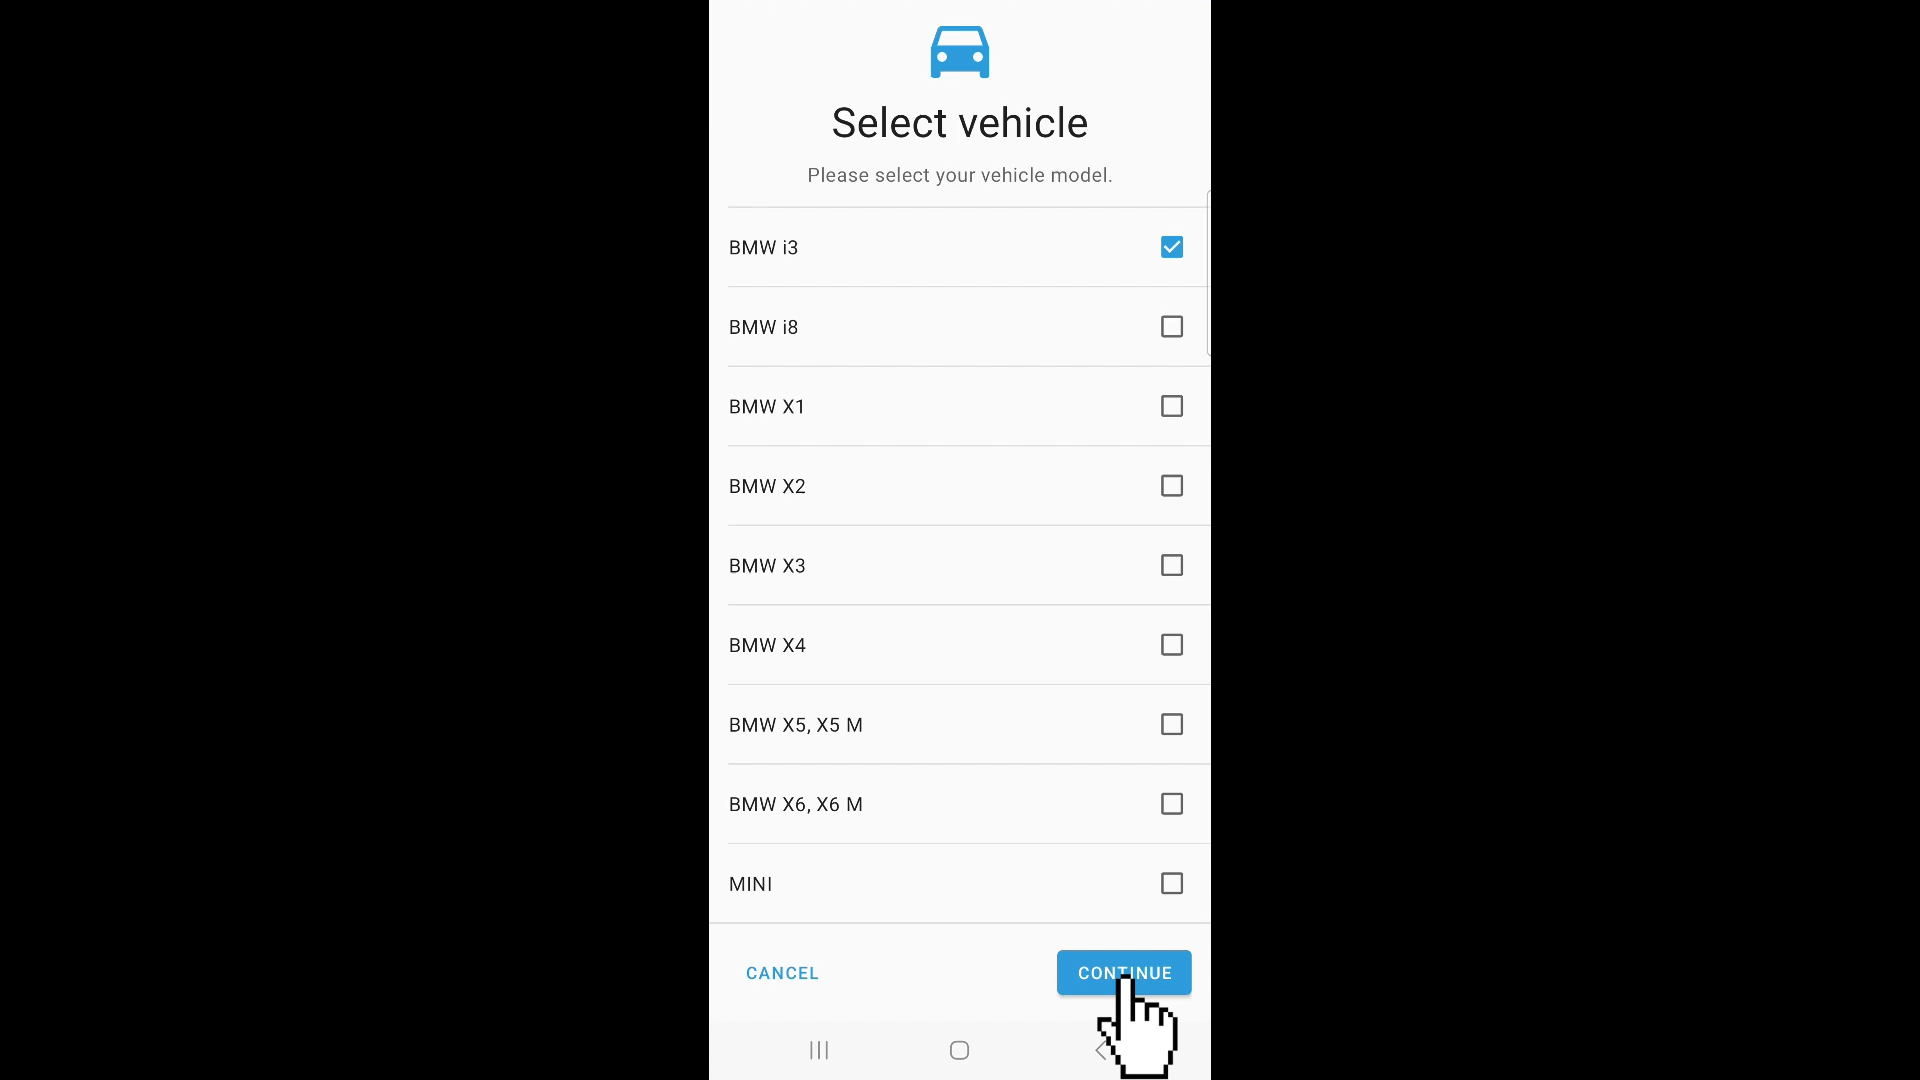 Select vehicle
Please select your vehicle model.
BMW i3
BMW i8
BMW X1
BMW X2
BMW X3
BMW X4
BMW X5, X5 M
BMW X6, X6 M
MINI
CANCEL
CONTINUE